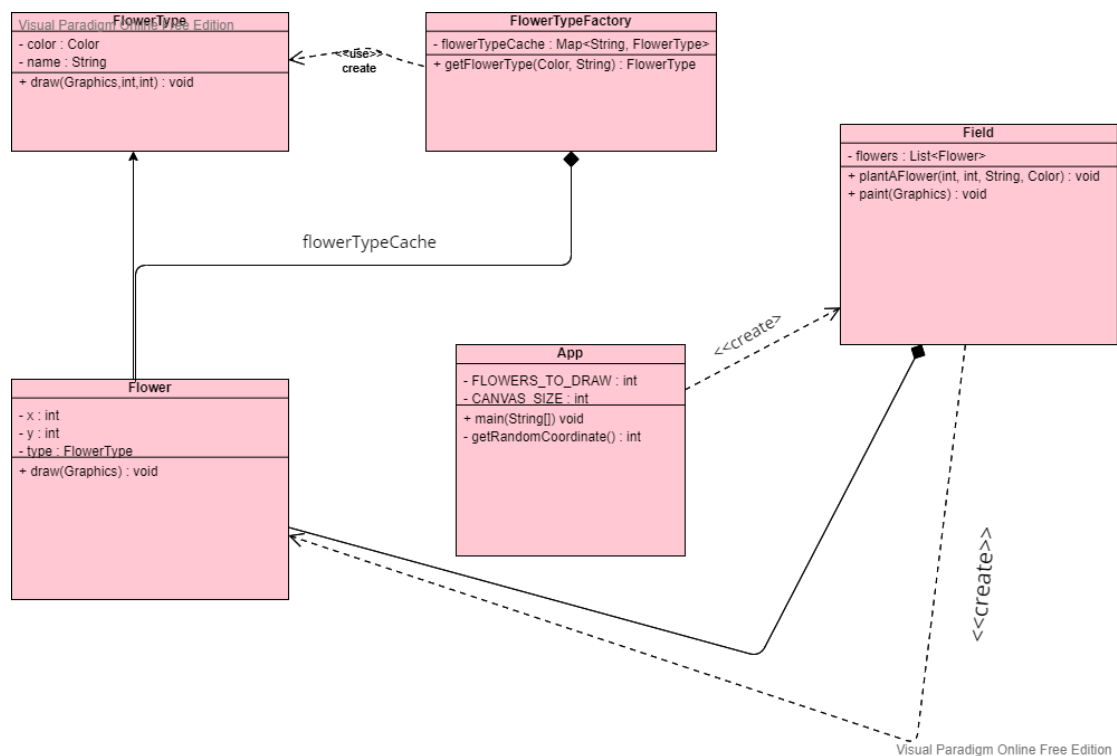 FlowerType
Visual Paradigm Online Free Edition
- color : Color
- name : String
+ draw(Graphics,int,int) : void
<<use>>
create
FlowerTypeFactory
- flowerTypeCache : Map<String, FlowerType>
+ getFlowerType(Color, String) : FlowerType
Field
- flowers : List<Flower>
+ plantAFlower(int, int, String, Color) : void
+ paint(Graphics) : void
flowerTypeCache
<<create>
App
- FLOWERS_TO_DRAW : int
- CANVAS_SIZE : int
+ main(String[]) void
- getRandomCoordinate() : int
Flower
- x : int
- y : int
- type : FlowerType
+ draw(Graphics) : void
<<create>>
Visual Paradigm Online Free Edition